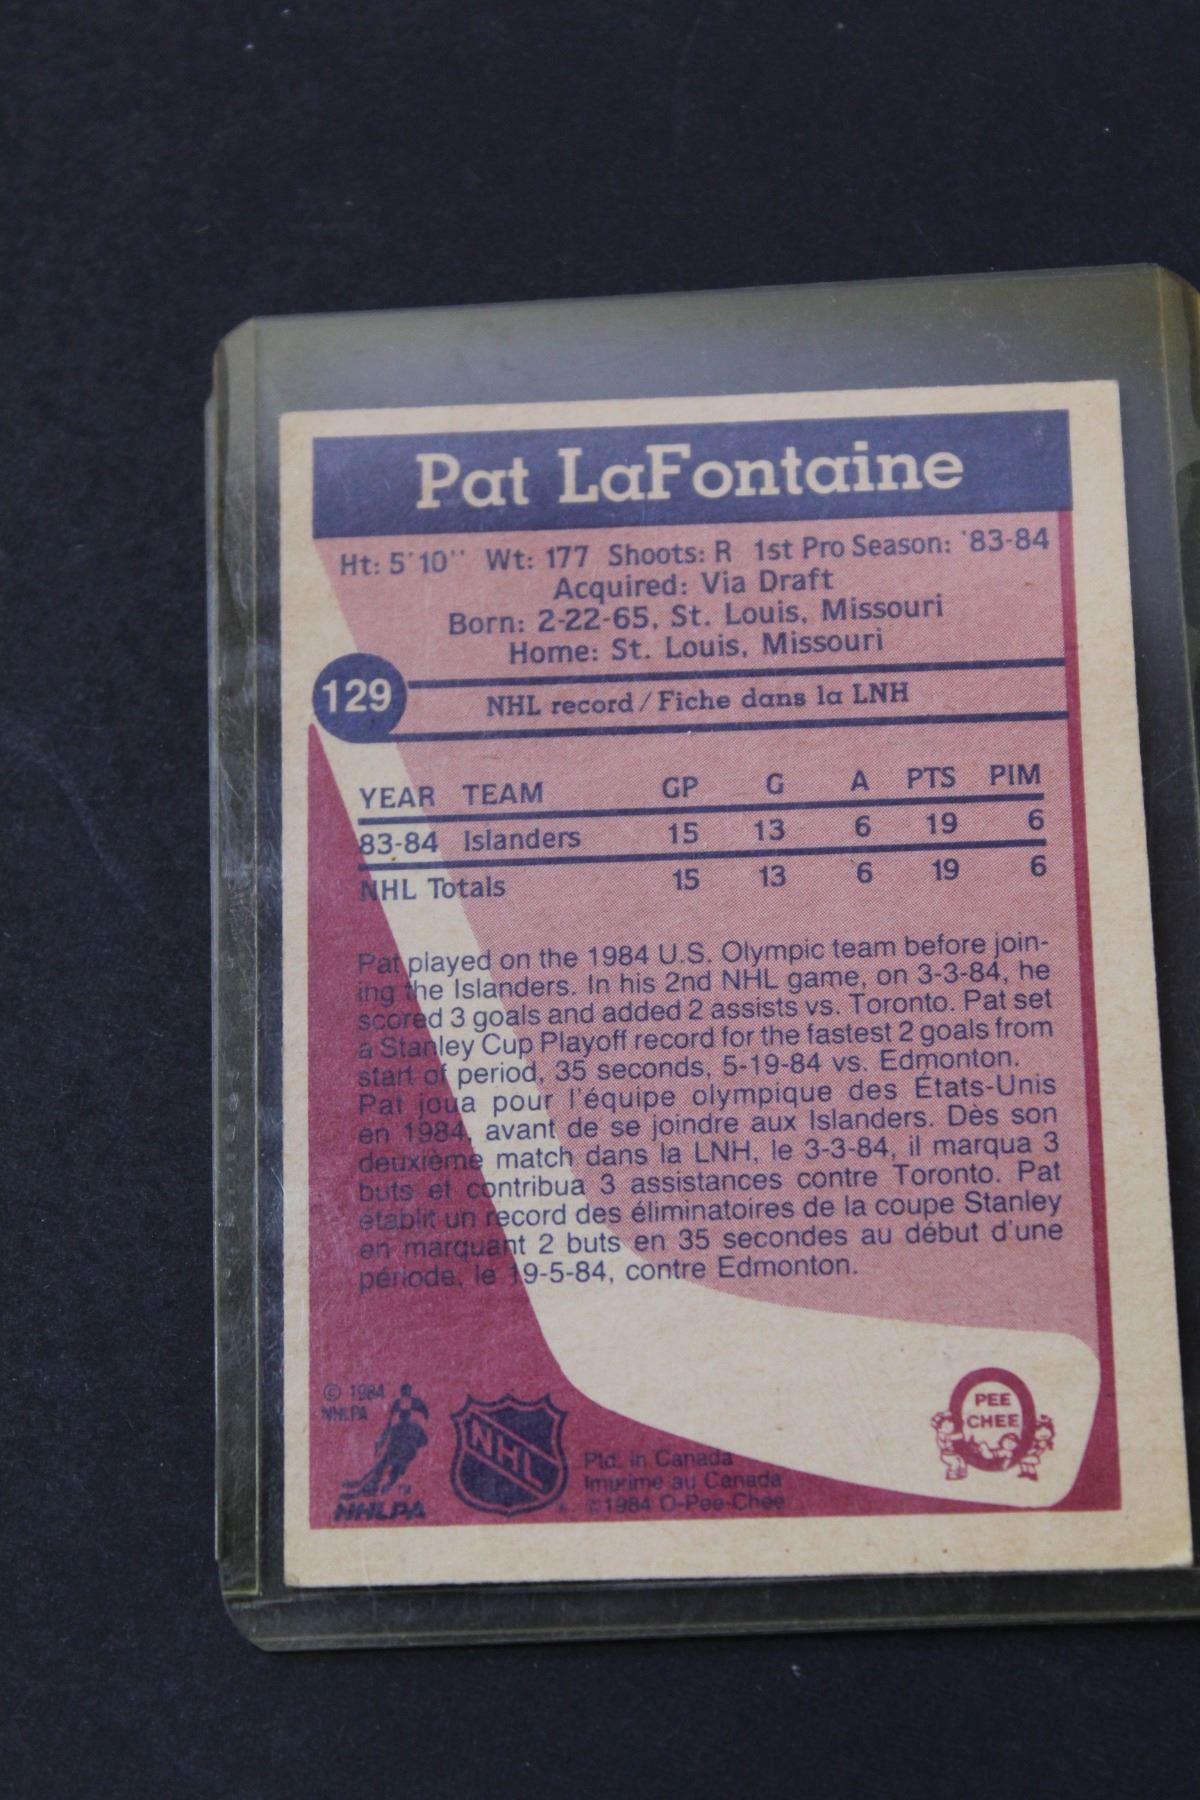 Pat LaFontaine
Ht: 5'10'' Wt: 177 Shoots: R 1st Pro Season: '83-84
Acquired: Via Draft
Born: 2-22-65, St. Louis, Missouri
Home: St. Louis, Missouri
129
NHL record/Fiche dans la LNH
YEAR TEAM GP G A PTS PIM
83-84 Islanders 15 13 6 19 6
NHL Totals 15 13 6 19 6
Pat played on the 1984 U.S. Olympic team before join-
ing the Islanders. In his 2nd NHL game, on 3-3-84, he
scored 3 goals and added 2 assists vs. Toronto. Pat set
a Stanley Cup Playoff record for the fastest 2 goals from
start of period, 35 seconds, 5-19-84 vs. Edmonton.
Pat joua pour l'équipe olympique des États-Unis
en 1984, avant de se joindre aux Islanders. Dès son
deuxième match dans la LNH, le 3-3-84, il marqua 3
buts et contribua 3 assistances contre Toronto. Pat
établit un record des éliminatoires de la coupe Stanley
en marquant 2 buts en 35 secondes au début d'une
période, le 19-5-84, contre Edmonton.
© 1984
NHLPA
NHLPA
NHL
Ptd. in Canada
Imprime au Canada
©1984 O-Pee-Chee
PEE
CHEE